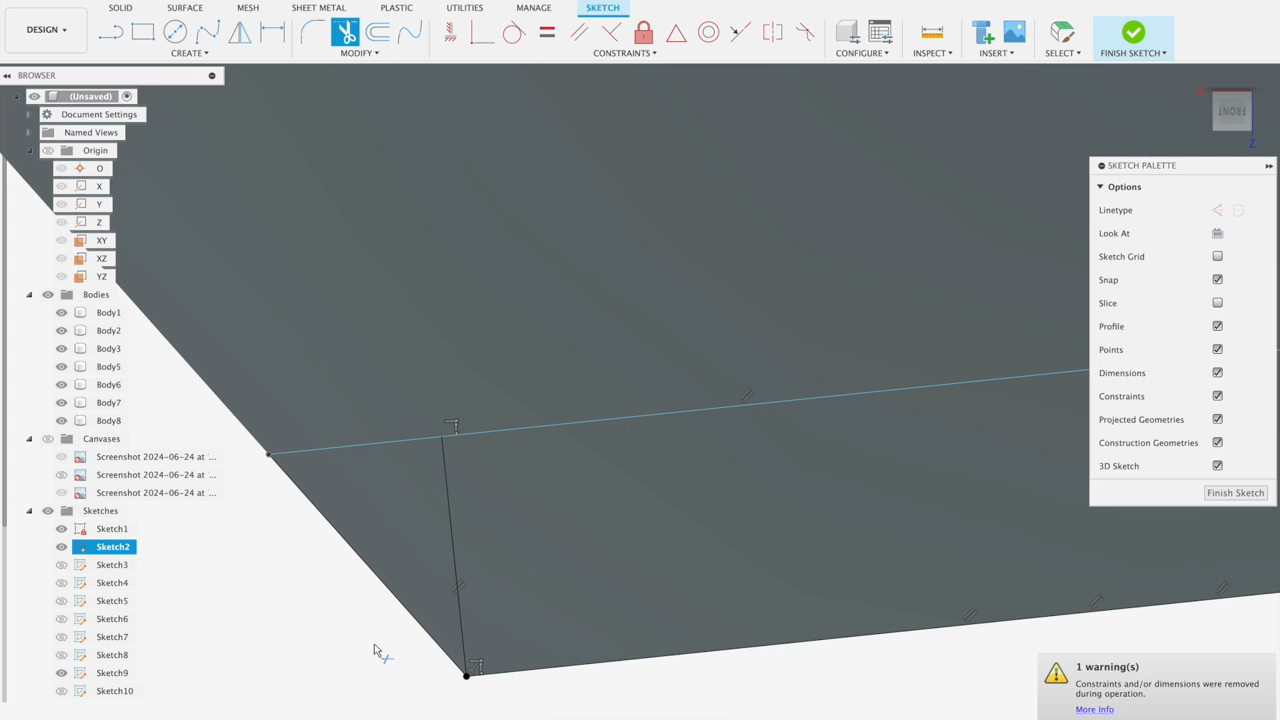 SOLID SURFACE MESH SHEET METAL PLASTIC UTILITIES MANAGE SKETCH
DESIGN
CREATE MODIFY CONSTRAINTS CONFIGURE INSPECT INSERT SELECT FINISH SKETCH
BROWSER
(Unsaved)
Document Settings
Named Views
Origin
O
X
Y
Z
XY
XZ
YZ
Bodies
Body1
Body2
Body3
Body5
Body6
Body7
Body8
Canvases
Screenshot 2024-06-24 at '...
Screenshot 2024-06-24 at '...
Screenshot 2024-06-24 at '...
Sketches
Sketch1
Sketch2
Sketch3
Sketch4
Sketch5
Sketch6
Sketch7
Sketch8
Sketch9
Sketch10
X
FRONT
Z
SKETCH PALETTE
Options
Linetype
Look At
Sketch Grid
Snap
Slice
Profile
Points
Dimensions
Constraints
Projected Geometries
Construction Geometries
3D Sketch
Finish Sketch
1 warning(s)
Constraints and/or dimensions were removed
during operation.
More Info